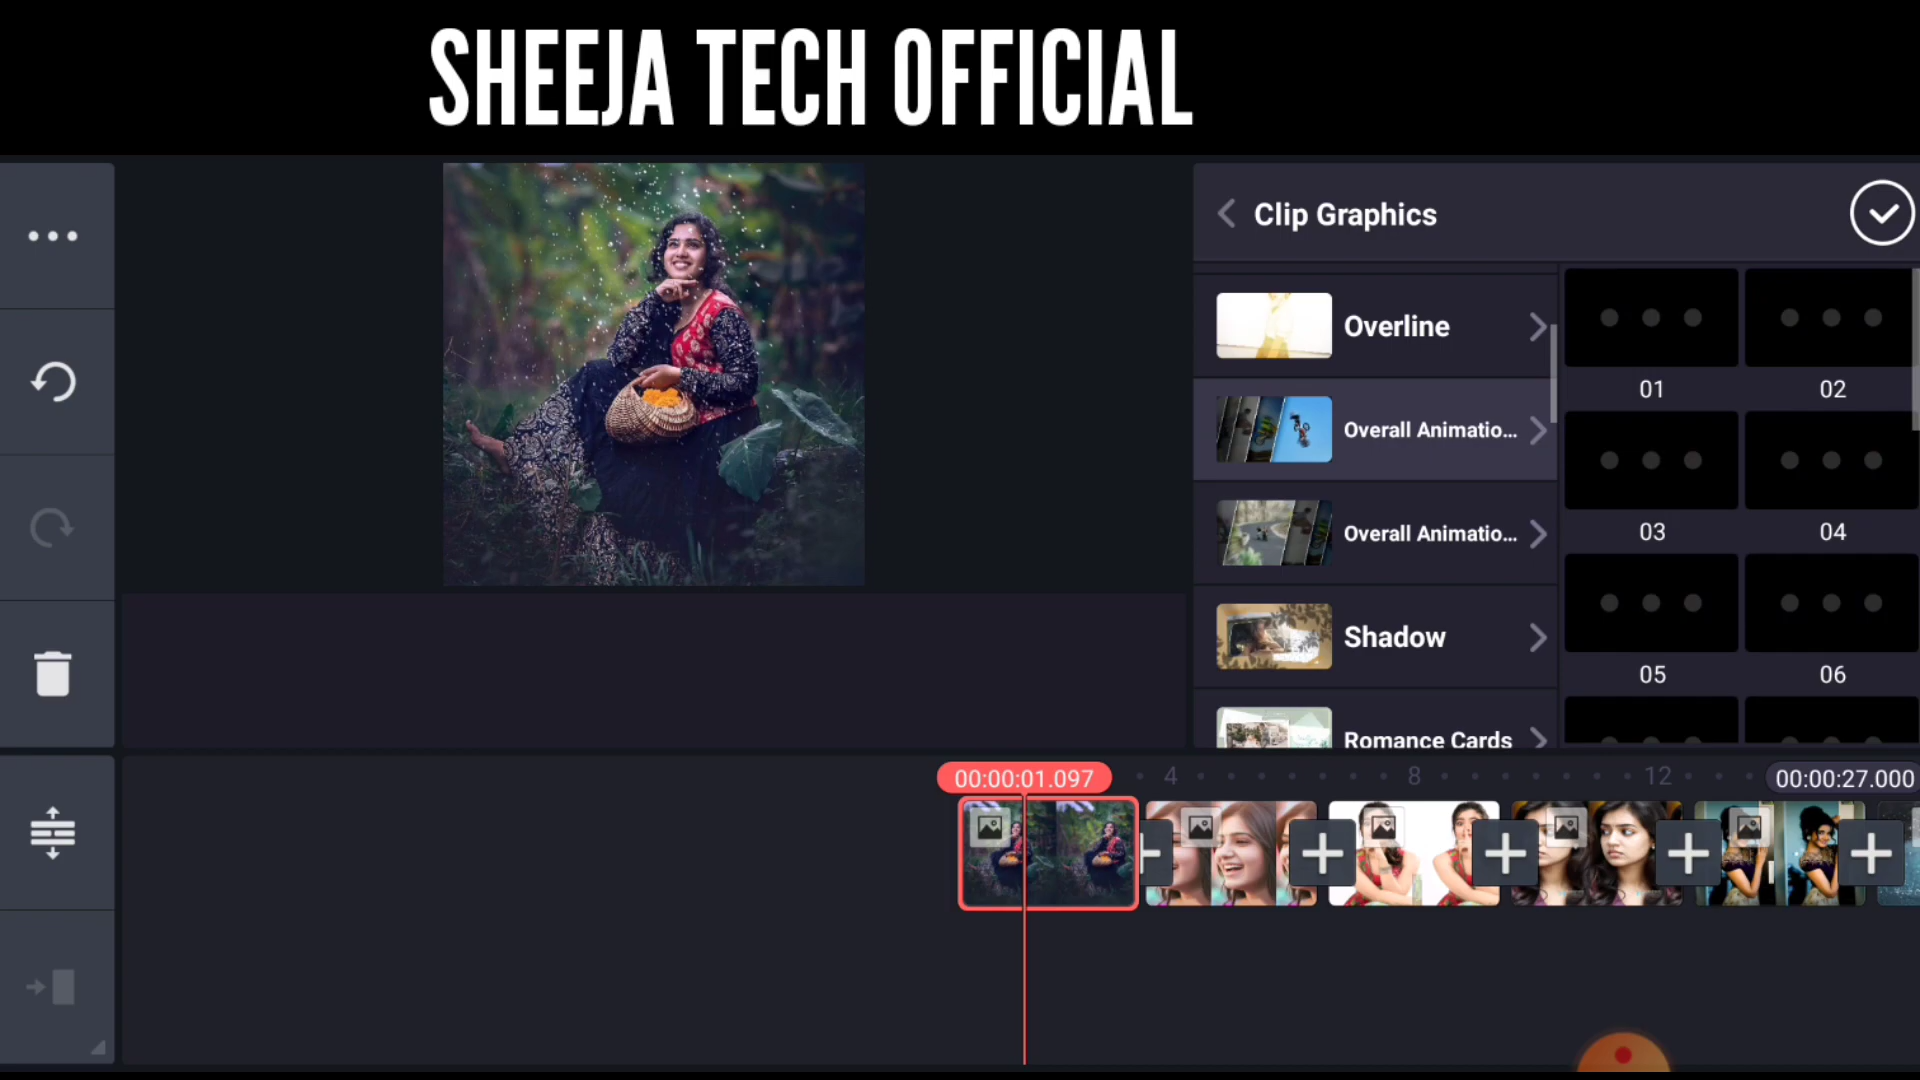 SHEEJA TECH OFFICIAL
Clip Graphics
Overline
Overall Animatio...
Overall Animatio...
Shadow
Romance Cards
01
02
03
04
05
06
00:00:01.097
4
8
12
00:00:27.000